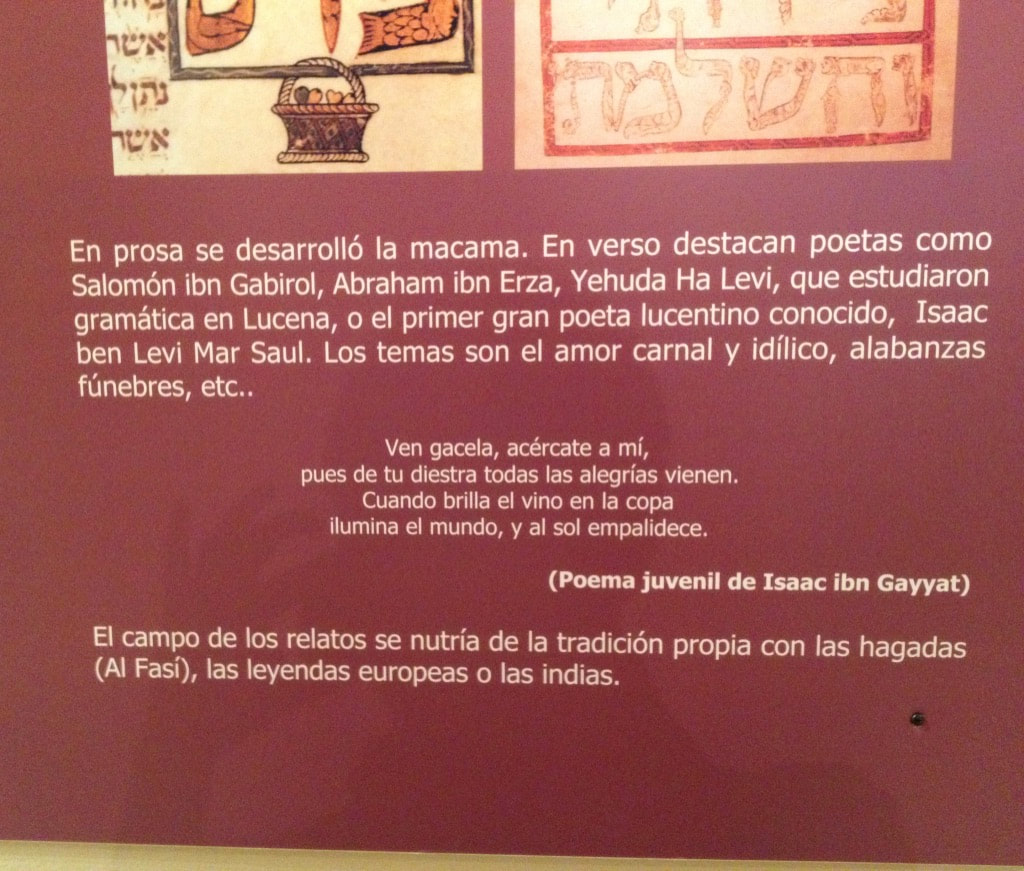 אשר
נתן ל
אשר
והשלמה
En prosa se desarrolló la macama. En verso destacan poetas como
Salomón ibn Gabirol, Abraham ibn Erza, Yehuda Ha Levi, que estudiaron
gramática en Lucena, o el primer gran poeta lucentino conocido, Isaac
ben Levi Mar Saul. Los temas son el amor carnal y idílico, alabanzas
fúnebres, etc..
Ven gacela, acércate a mí,
pues de tu diestra todas las alegrías vienen.
Cuando brilla el vino en la copa
ilumina el mundo, y al sol empalidece.
(Poema juvenil de Isaac ibn Gayyat)
El campo de los relatos se nutría de la tradición propia con las hagadas
(Al Fasí), las leyendas europeas o las indias.